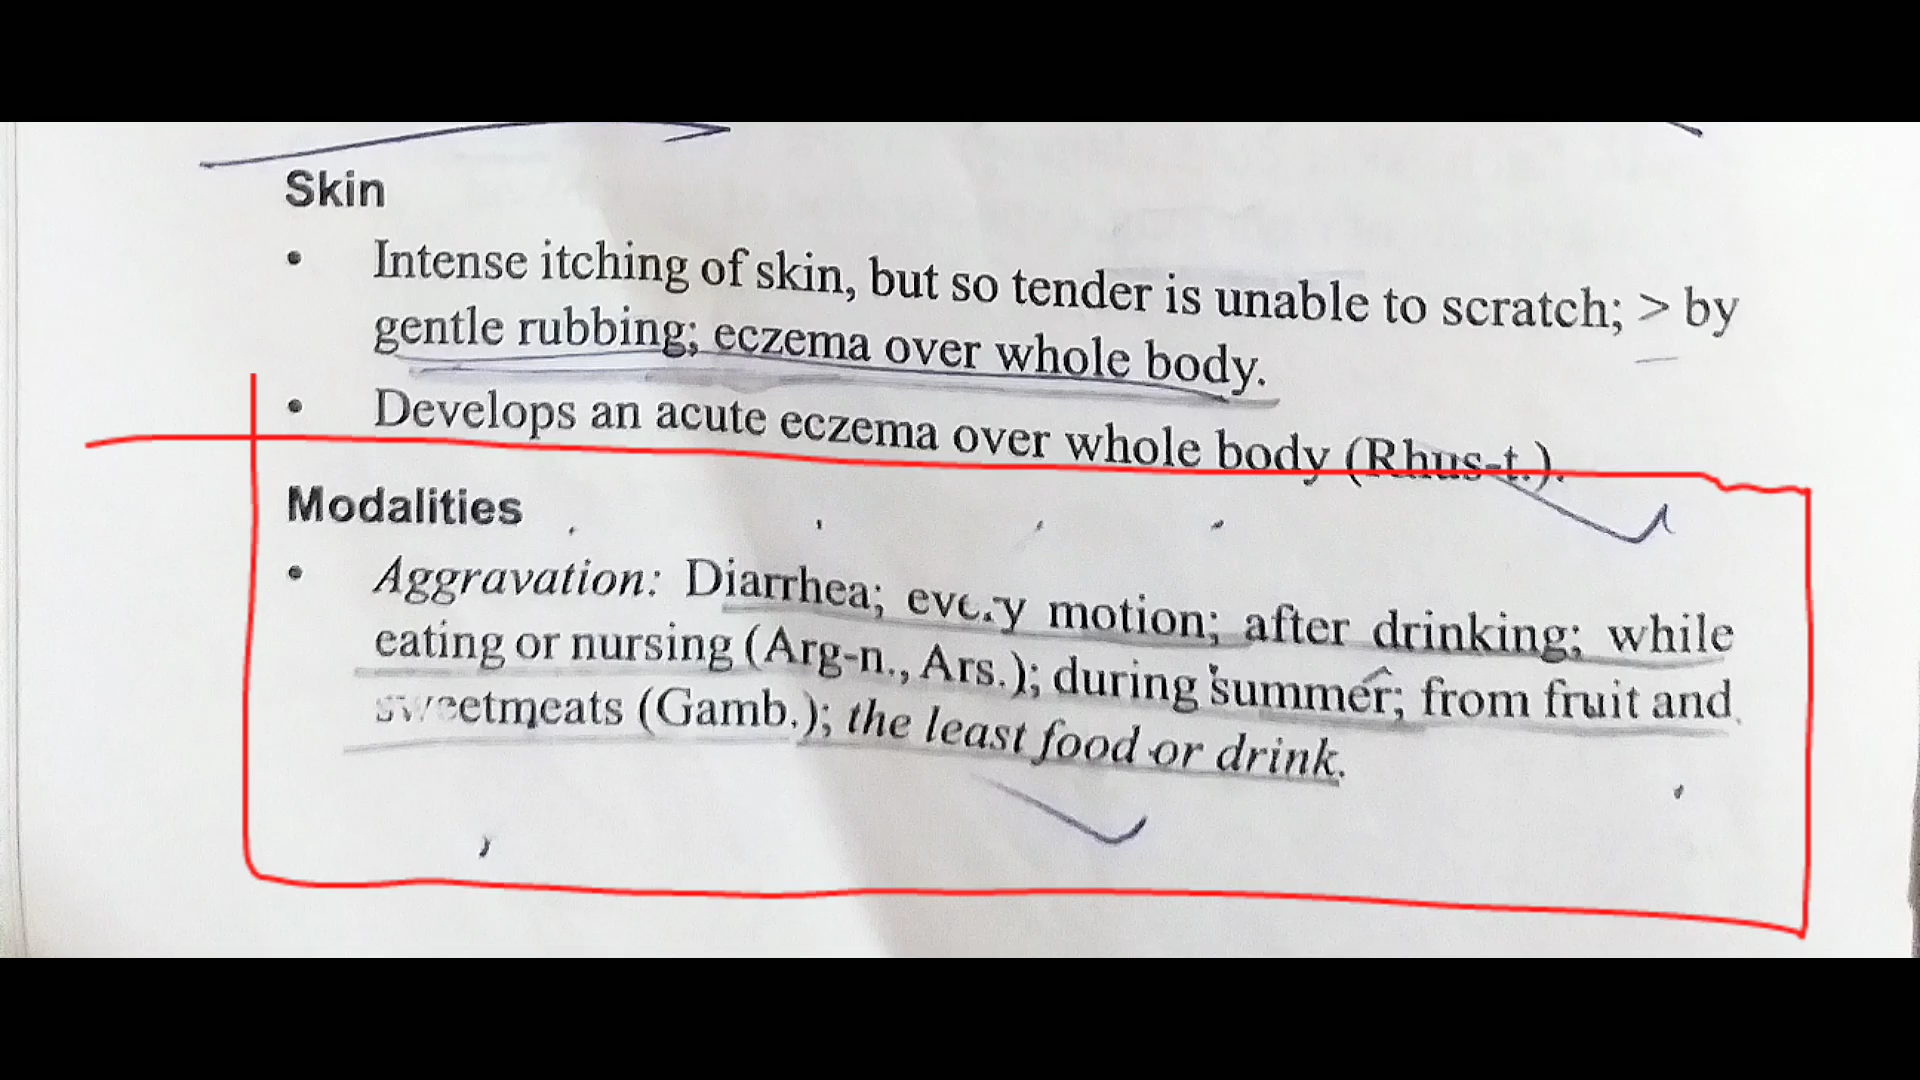 Skin
• Intense itching of skin, but so tender is unable to scratch; > by
gentle rubbing; eczema over whole body.
• Develops an acute eczema over whole body (Rhus-t.).
Modalities
• Aggravation: Diarrhea; every motion; after drinking; while
eating or nursing (Arg-n., Ars.); during summer; from fruit and
sweetmeats (Gamb.); the least food or drink.